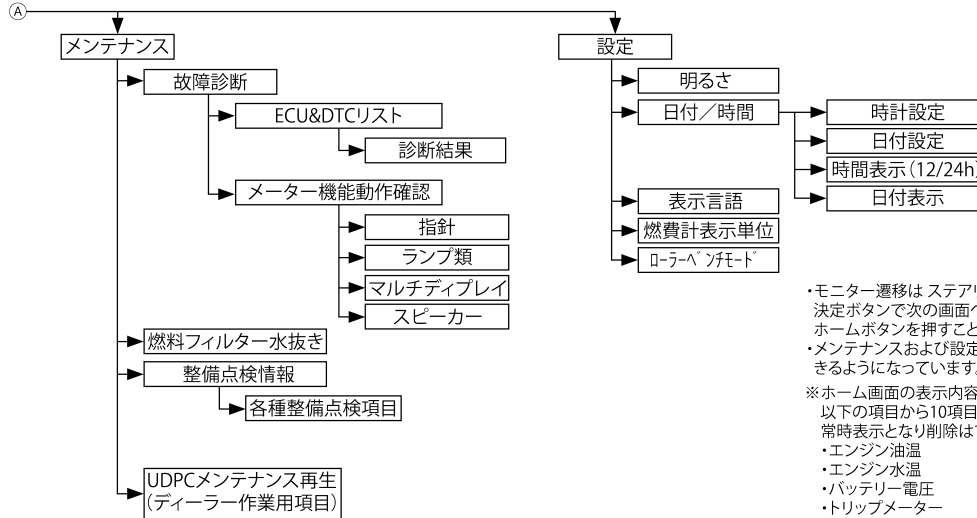 Ⓐ
メンテナンス
故障診断
ECU&DTCリスト
診断結果
メーター機能動作確認
指針
ランプ類
マルチディプレイ
スピーカー
燃料フィルター水抜き
整備点検情報
各種整備点検項目
UDPCメンテナンス再生
(ディーラー作業用項目)
設定
明るさ
日付／時間
時計設定
日付設定
時間表示(12/24h)
日付表示
表示言語
燃費計表示単位
ﾛｰﾗｰﾍﾞﾝﾁﾓｰﾄﾞ
・モニター遷移は ステアリ
決定ボタンで次の画面へ
ホームボタンを押すこと
・メンテナンスおよび設定
きるようになっています。
※ホーム画面の表示内容
以下の項目から10項目
常時表示となり削除は
・エンジン油温
・エンジン水温
・バッテリー電圧
・トリップメーター